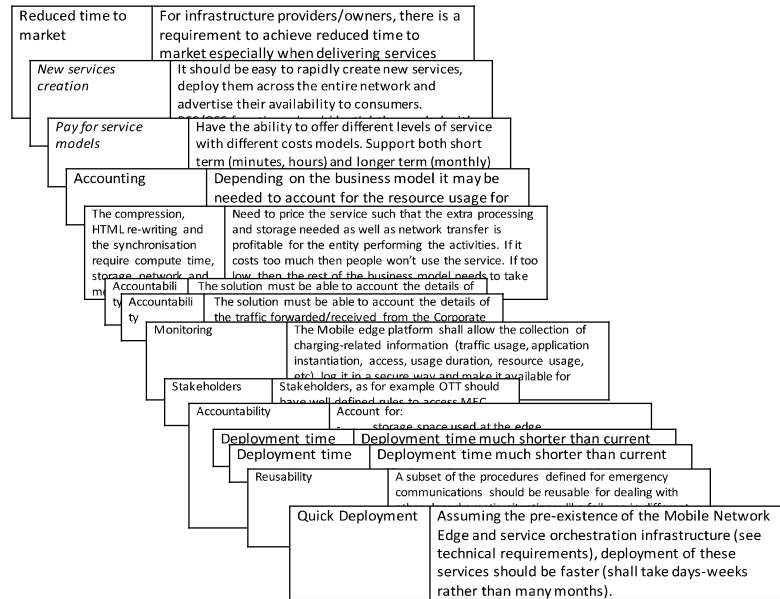 Reduced time to
market
For infrastructure providers/owners, there is a
requirement to achieve reduced time to
market especially when delivering services
New services
creation
It should be easy to rapidly create new services,
deploy them across the entire network and
advertise their availability to consumers.
Pay for service
models
Have the ability to offer different levels of service
with different costs models. Support both short
term (minutes, hours) and longer term (monthly)
Accounting
Depending on the business model it may be
needed to account for the resource usage for
The compression,
HTML re-writing and
the synchronisation
require compute time,
storage, network and
me
Need to price the service such that the extra processing
and storage needed as well as network transfer is
profitable for the entity performing the activities. If it
costs too much then people won't use the service. If too
low, then the rest of the business model needs to take
Accountabili
ty
The solution must be able to account the details of
Accountabili
ty
The solution must be able to account the details of
the traffic forwarded/received from the Corporate
Monitoring
The Mobile edge platform shall allow the collection of
charging-related information (traffic usage, application
instantiation, access, usage duration, resource usage,
etc), log it in a secure way and make it available for
Stakeholders
Stakeholders, as for example OTT should
have well defined rules to access MEC
Accountability
Account for:
- storage space used at the edge
Deployment time
Deployment time much shorter than current
Deployment time
Deployment time much shorter than current
Reusability
A subset of the procedures defined for emergency
communications should be reusable for dealing with
Quick Deployment
Assuming the pre-existence of the Mobile Network
Edge and service orchestration infrastructure (see
technical requirements), deployment of these
services should be faster (shall take days-weeks
rather than many months).